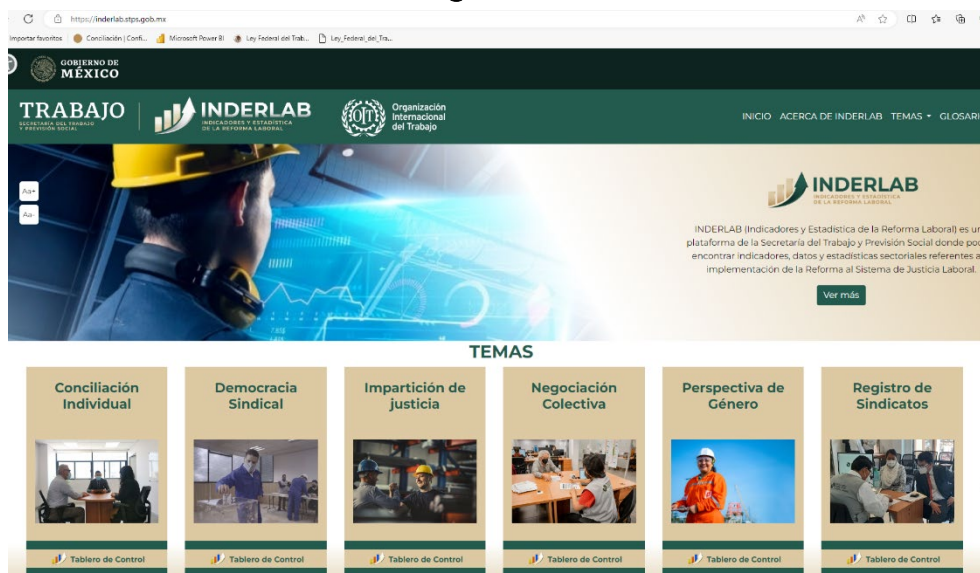 https://inderlab.stps.gob.mx
Importar favoritos Conciliación | Confi... Microsoft Power BI Ley Federal del Trab... Ley_Federal_del_Tra...
GOBIERNO DE
MÉXICO
TRABAJO
SECRETARÍA DEL TRABAJO
Y PREVISIÓN SOCIAL
INDERLAB
INDICADORES Y ESTADÍSTICA
DE LA REFORMA LABORAL
OIT
Organización
Internacional
del Trabajo
INICIO ACERCA DE INDERLAB TEMAS GLOSARI
Aa+
Aa-
INDERLAB
INDICADORES Y ESTADÍSTICA
DE LA REFORMA LABORAL
INDERLAB (Indicadores y Estadística de la Reforma Laboral) es un
plataforma de la Secretaría del Trabajo y Previsión Social donde pod
encontrar indicadores, datos y estadísticas sectoriales referentes a
implementación de la Reforma al Sistema de Justicia Laboral.
Ver más
TEMAS
Conciliación
Individual
Democracia
Sindical
Impartición de
justicia
Negociación
Colectiva
Perspectiva de
Género
Registro de
Sindicatos
Tablero de Control
Tablero de Control
Tablero de Control
Tablero de Control
Tablero de Control
Tablero de Control